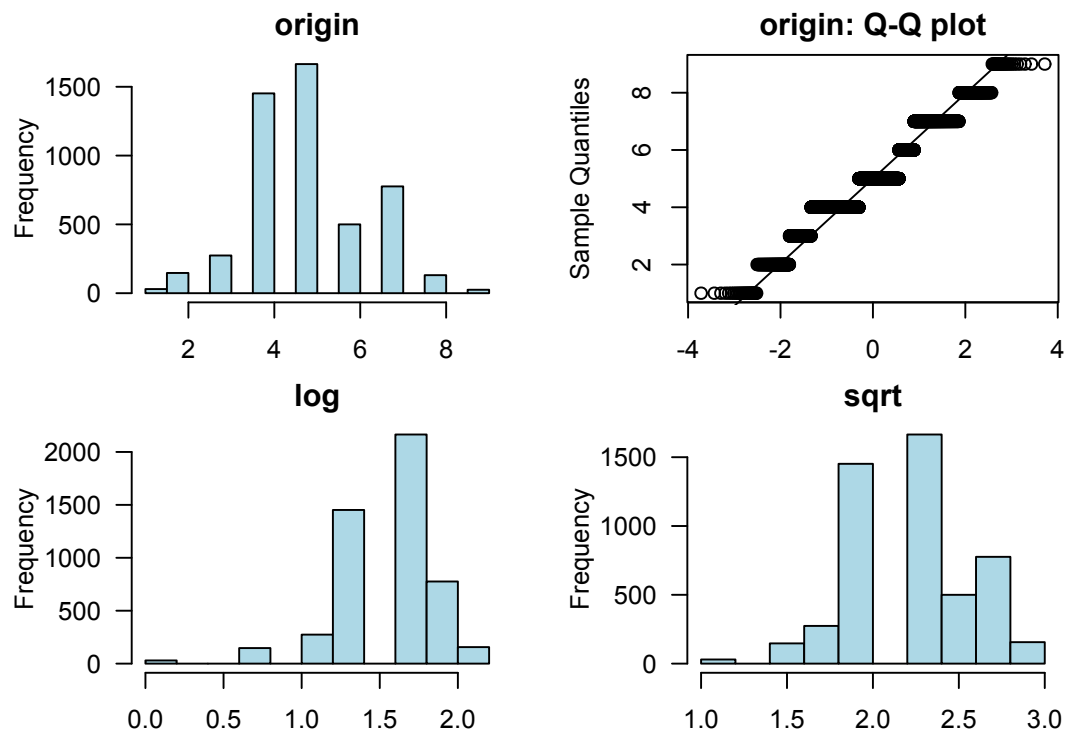 origin
Frequency
1500
1000
500
0
2 4 6 8
origin: Q-Q plot
Sample Quantiles
8
6
4
2
-4 -2 0 2 4
log
Frequency
2000
1500
1000
500
0
0.0 0.5 1.0 1.5 2.0
sqrt
Frequency
1500
1000
500
0
1.0 1.5 2.0 2.5 3.0